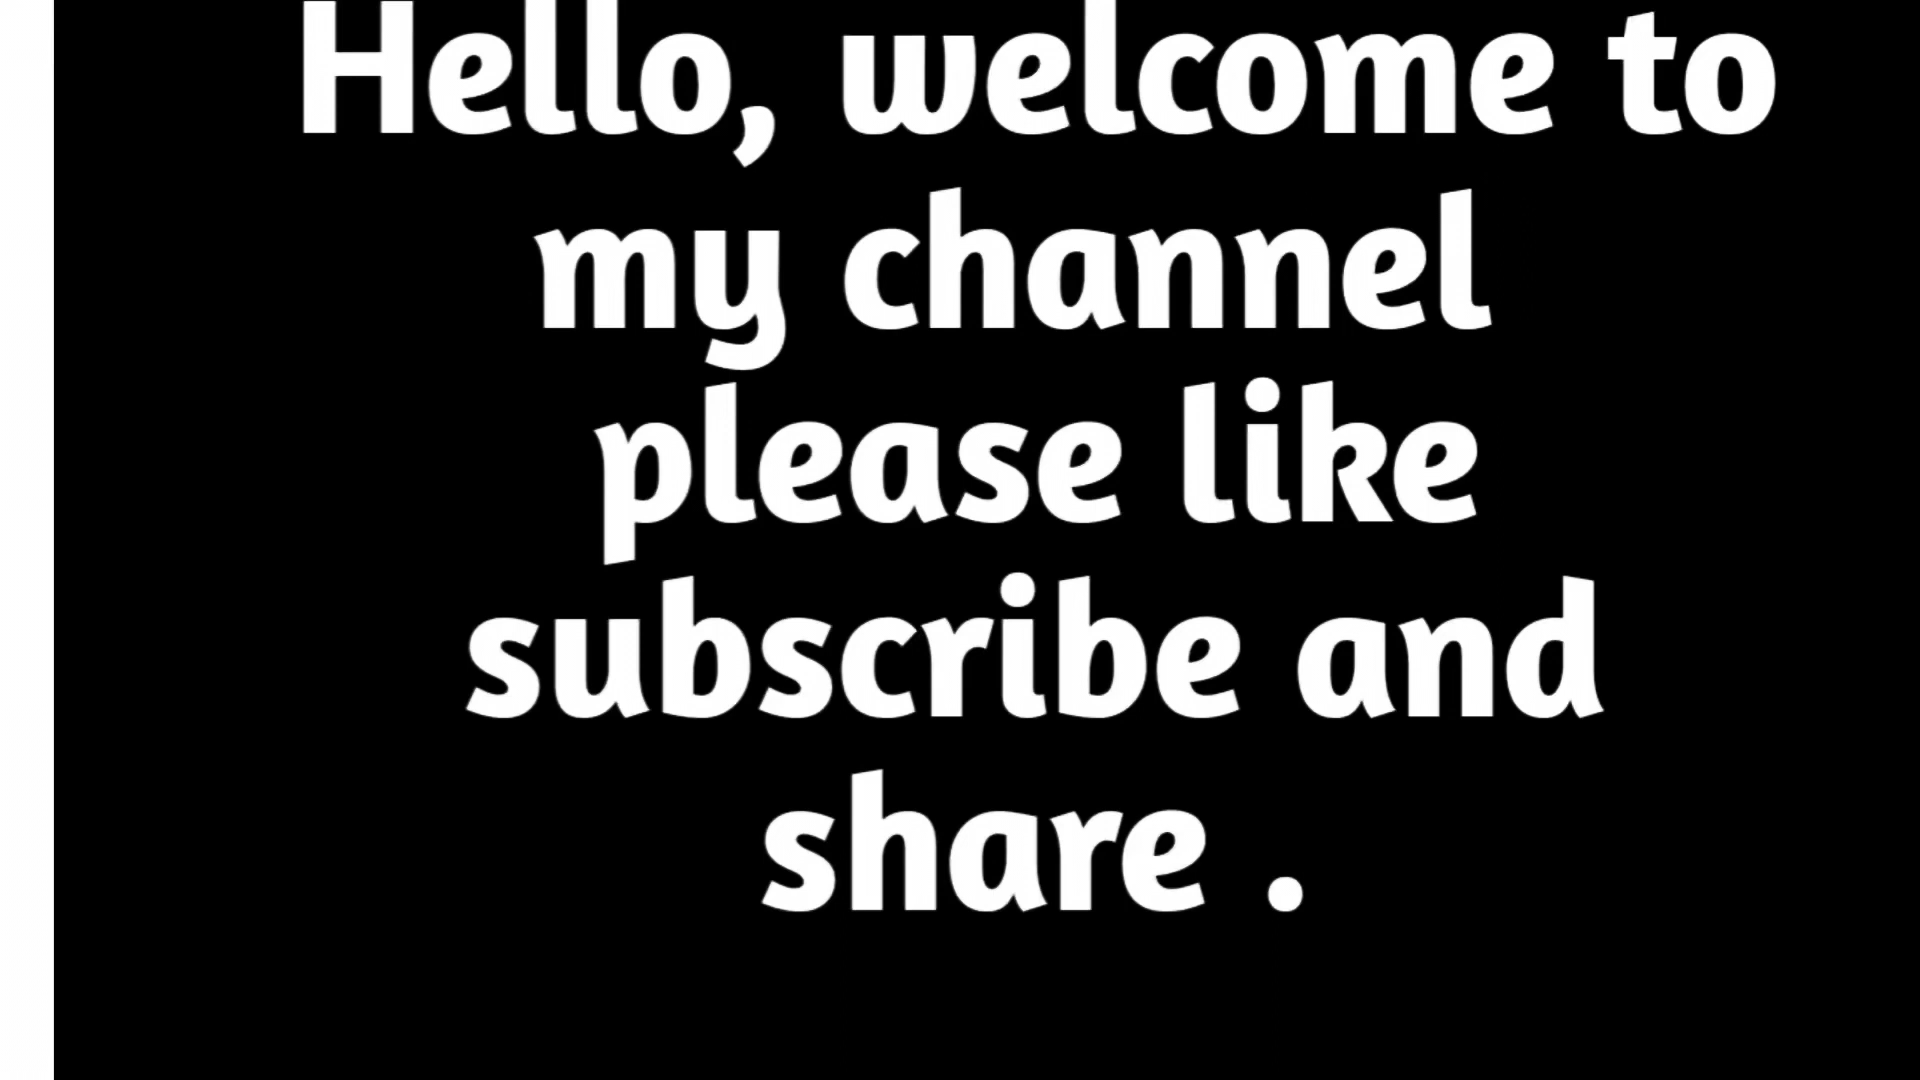 Hello, welcome to
my channel
please like
subscribe and
share .